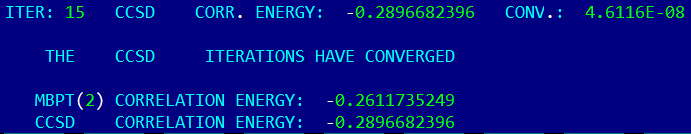 ITER: 15 CCSD CORR. ENERGY: -0.2896682396 CONV.: 4.6116E-08
THE CCSD ITERATIONS HAVE CONVERGED
MBPT(2) CORRELATION ENERGY: -0.2611735249
CCSD CORRELATION ENERGY: -0.2896682396